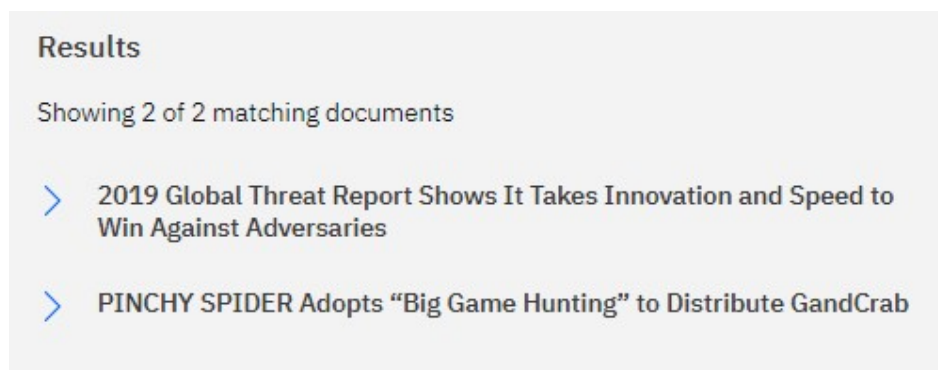 Results
Showing 2 of 2 matching documents
2019 Global Threat Report Shows It Takes Innovation and Speed to
Win Against Adversaries
PINCHY SPIDER Adopts “Big Game Hunting” to Distribute GandCrab